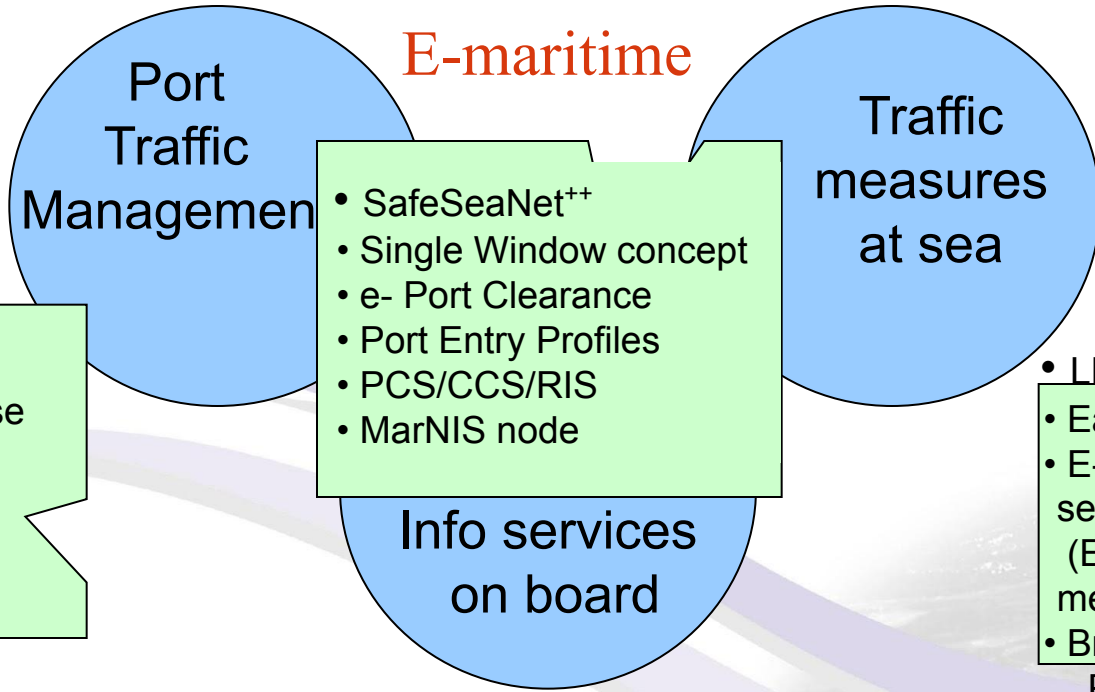 E-maritime
Port
Traffic
Managemen
Traffic
measures
at sea
• SafeSeaNet++
• Single Window concept
• e- Port Clearance
• Port Entry Profiles
• PCS/CCS/RIS
• MarNIS node
Info services
on board